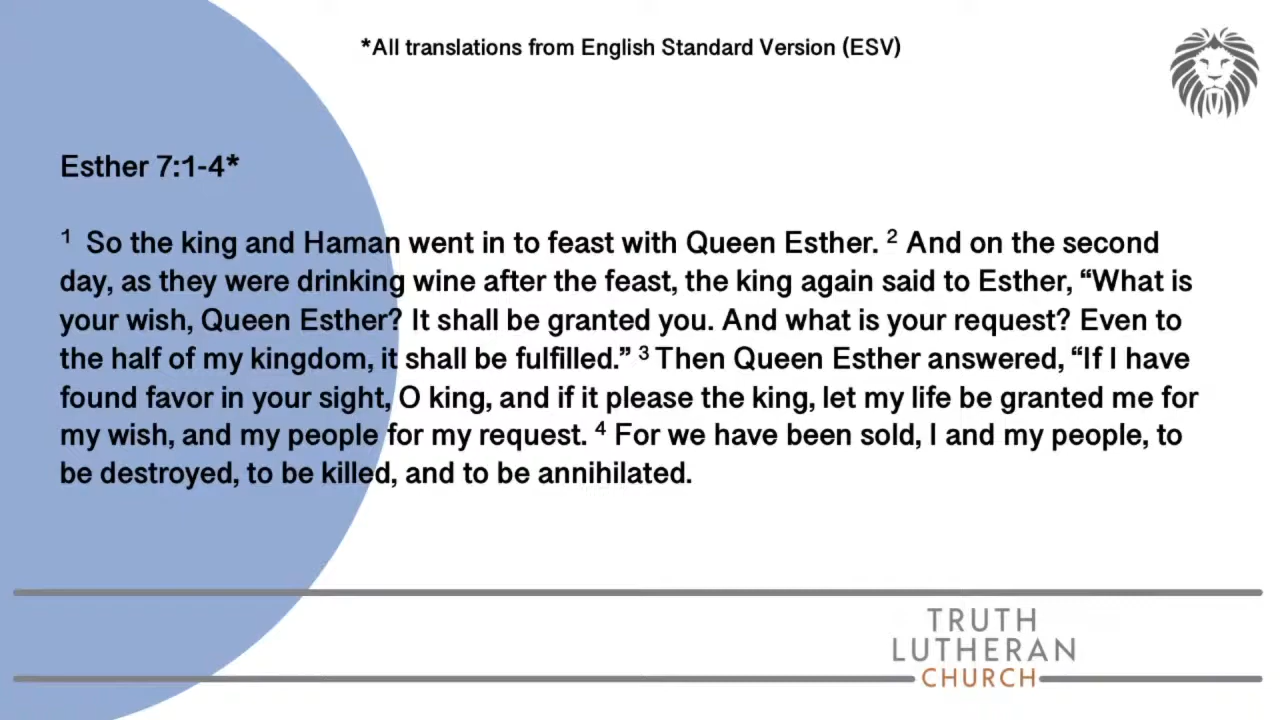 *All translations from English Standard Version (ESV)
Esther 7:1-4*
1 So the king and Haman went in to feast with Queen Esther. 2 And on the second
day, as they were drinking wine after the feast, the king again said to Esther, “What is
your wish, Queen Esther? It shall be granted you. And what is your request? Even to
the half of my kingdom, it shall be fulfilled.” 3 Then Queen Esther answered, “If I have
found favor in your sight, O king, and if it please the king, let my life be granted me for
my wish, and my people for my request. 4 For we have been sold, I and my people, to
be destroyed, to be killed, and to be annihilated.
TRUTH
LUTHERAN
CHURCH